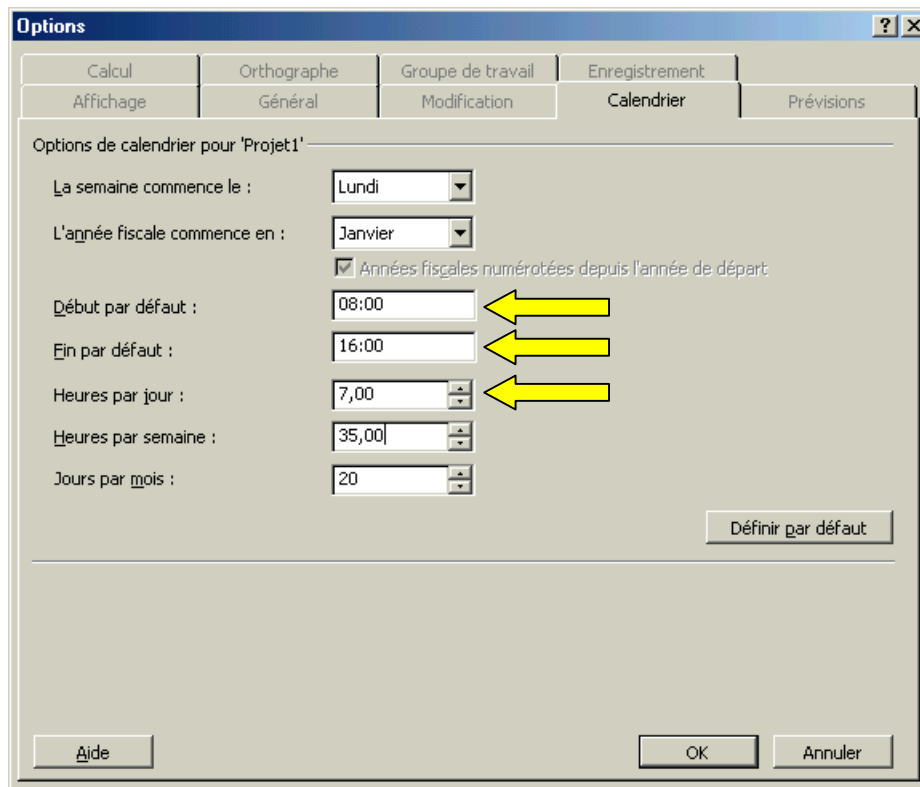 Options
Calcul Orthographe Groupe de travail Enregistrement
Affichage Général Modification Calendrier Prévisions
Options de calendrier pour 'Projet1'
La semaine commence le : Lundi
L'année fiscale commence en : Janvier
Années fiscales numérotées depuis l'année de départ
Début par défaut : 08:00
Fin par défaut : 16:00
Heures par jour : 7,00
Heures par semaine : 35,00
Jours par mois : 20
Définir par défaut
Aide OK Annuler